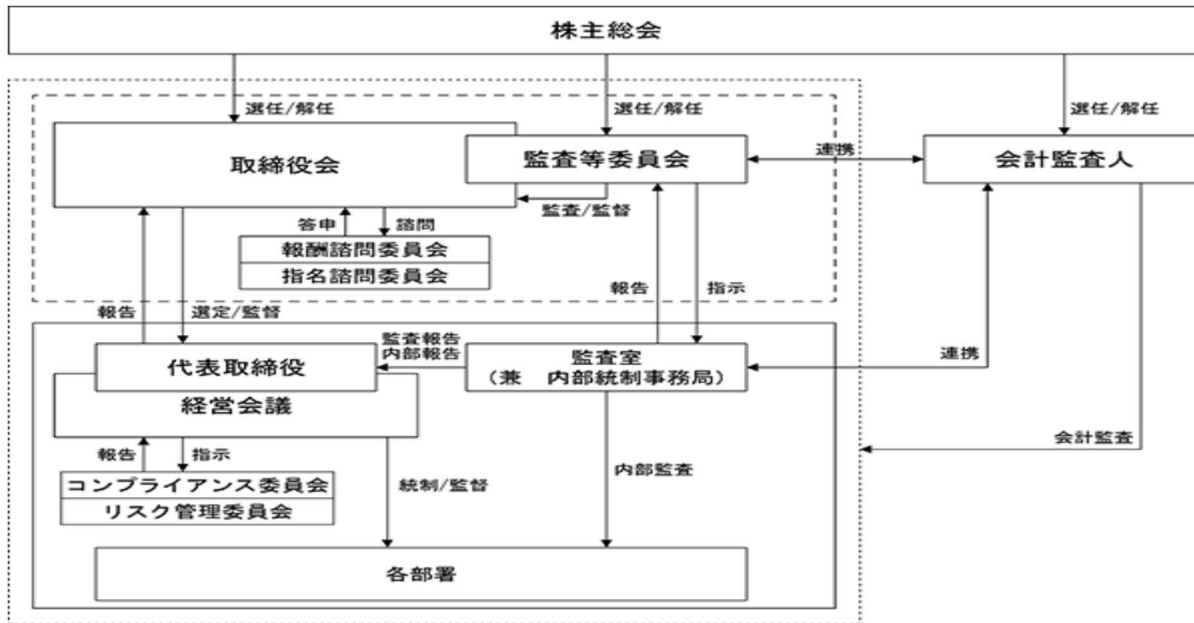 株主総会
選任/解任
選任/解任
選任/解任
取締役会
監査等委員会
連携
会計監査人
監査/監督
答申
諮問
報酬諮問委員会
指名諮問委員会
報告
選定/監督
報告
指示
監査報告
内部報告
代表取締役
監査室
（兼　内部統制事務局）
連携
経営会議
報告
指示
会計監査
コンプライアンス委員会
リスク管理委員会
統制/監督
内部監査
各部署